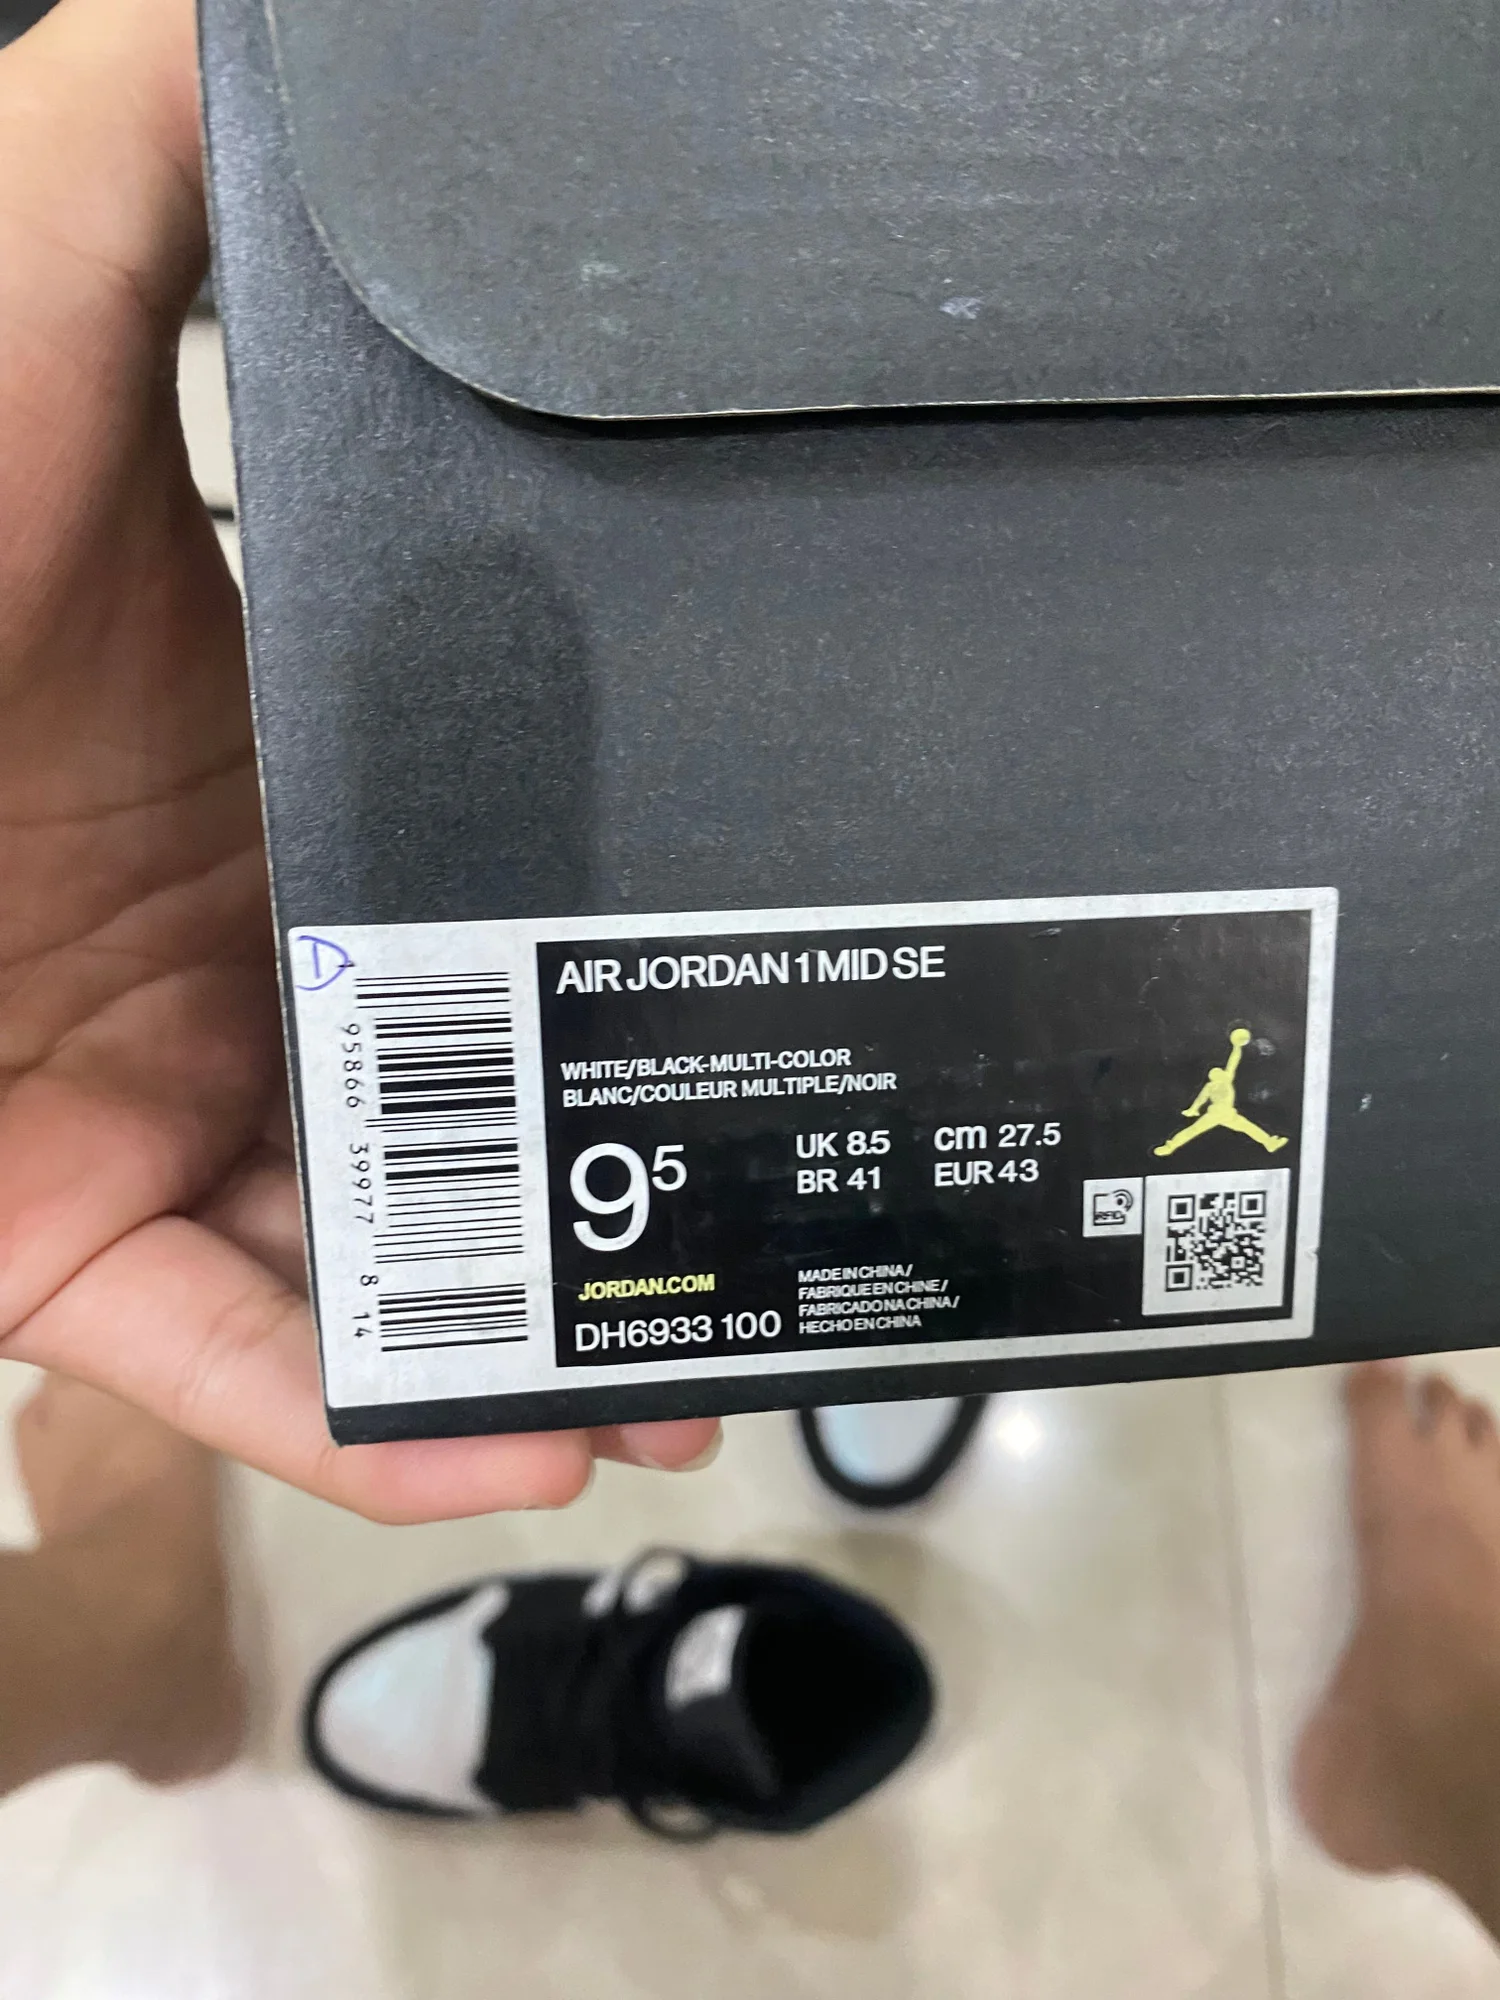 D
95866 39977 8 14
AIR JORDAN 1 MID SE
WHITE/BLACK-MULTI-COLOR
BLANC/COULEUR MULTIPLE/NOIR
9⁵
UK 8.5
BR 41
cm 27.5
EUR 43
RFID
JORDAN.COM
DH6933 100
MADE IN CHINA/
FABRIQUE EN CHINE/
FABRICADO NA CHINA/
HECHO EN CHINA